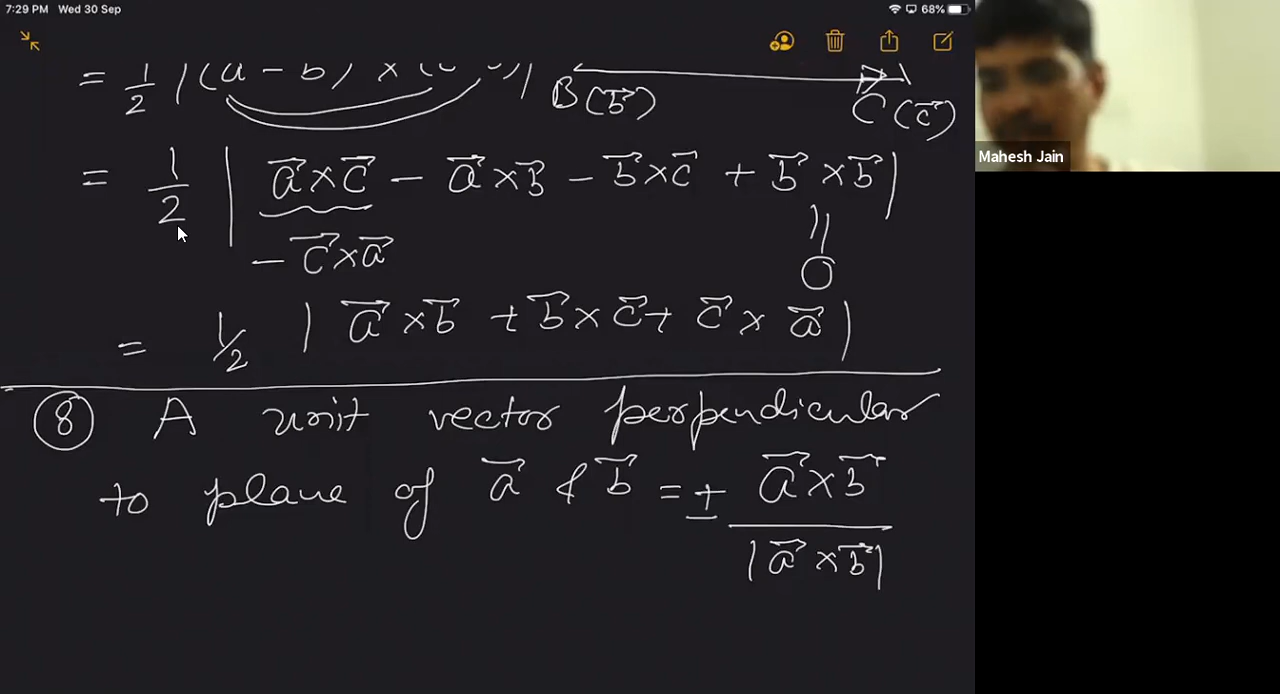 7:29 PM Wed 30 Sep 68%
= 1/2 |(a - b) × (
B(b⃗) C(c⃗)
= 1/2 | a⃗×c⃗ - a⃗×b⃗ - b⃗×c⃗ + b⃗×b⃗ |
- c⃗×a⃗ 0
= 1/2 | a⃗×b⃗ + b⃗×c⃗ + c⃗×a⃗ |
⑧ A unit vector perpendicular
to plane of a⃗ & b⃗ = ± a⃗×b⃗ / |a⃗×b⃗|
Mahesh Jain